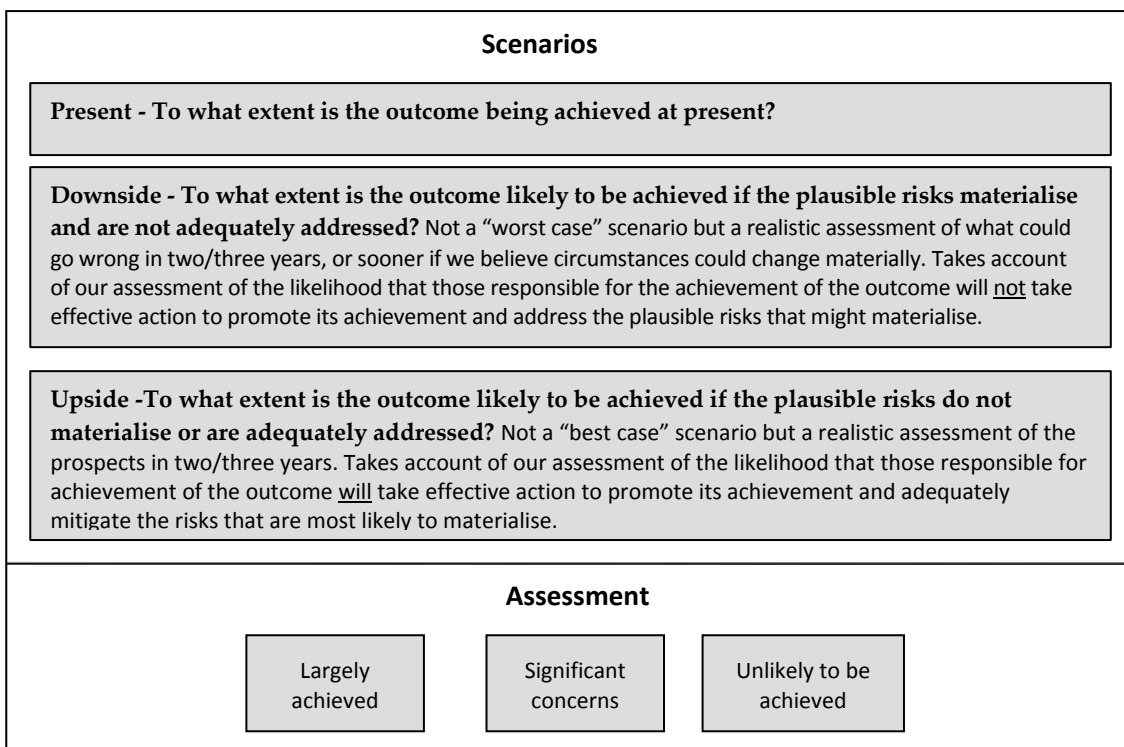 Scenarios
Present - To what extent is the outcome being achieved at present?
Downside - To what extent is the outcome likely to be achieved if the plausible risks materialise
and are not adequately addressed? Not a “worst case” scenario but a realistic assessment of what could
go wrong in two/three years, or sooner if we believe circumstances could change materially. Takes account
of our assessment of the likelihood that those responsible for the achievement of the outcome will not take
effective action to promote its achievement and address the plausible risks that might materialise.
Upside -To what extent is the outcome likely to be achieved if the plausible risks do not
materialise or are adequately addressed? Not a “best case” scenario but a realistic assessment of the
prospects in two/three years. Takes account of our assessment of the likelihood that those responsible for
achievement of the outcome will take effective action to promote its achievement and adequately
mitigate the risks that are most likely to materialise.
Assessment
Largely
achieved
Significant
concerns
Unlikely to be
achieved